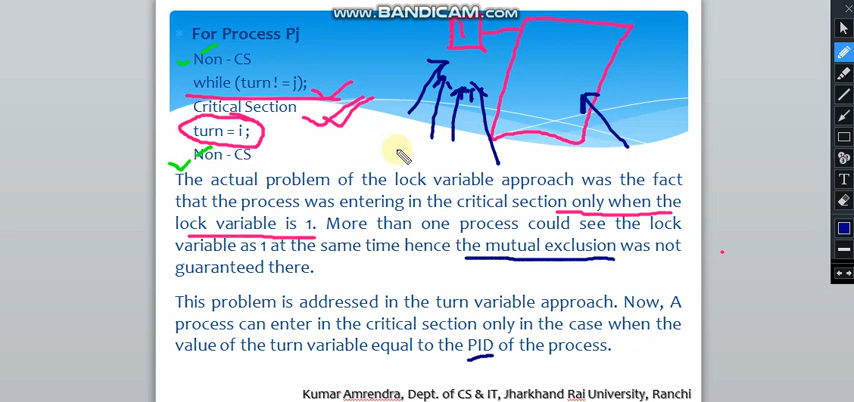 www.BANDICAM.com
For Process Pj
1
Non - CS
while (turn ! = j);
Critical Section
turn = i ;
Non - CS
The actual problem of the lock variable approach was the fact
that the process was entering in the critical section only when the
lock variable is 1. More than one process could see the lock
variable as 1 at the same time hence the mutual exclusion was not
guaranteed there.
This problem is addressed in the turn variable approach. Now, A
process can enter in the critical section only in the case when the
value of the turn variable equal to the PID of the process.
Kumar Amrendra, Dept. of CS & IT, Jharkhand Rai University, Ranchi
T